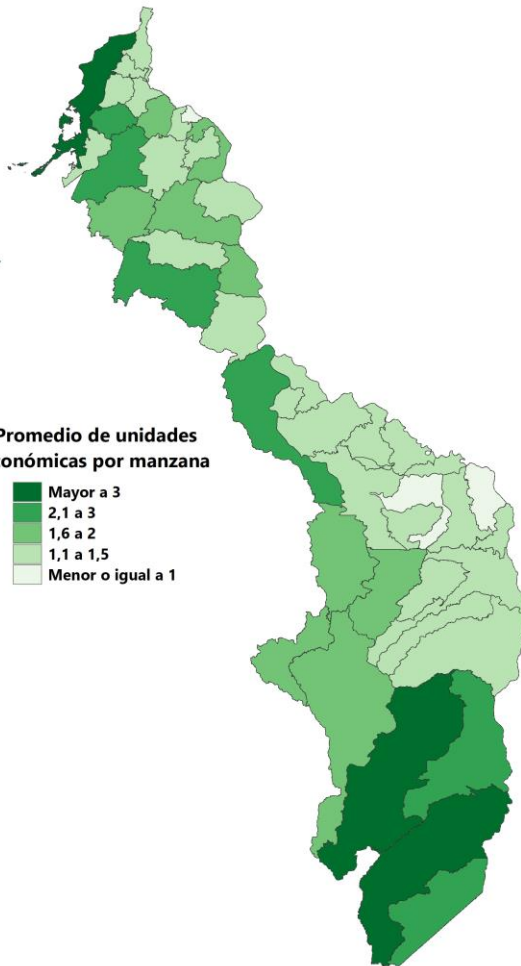 Promedio de unidades
onómicas por manzana
Mayor a 3
2,1 a 3
1,6 a 2
1,1 a 1,5
Menor o igual a 1